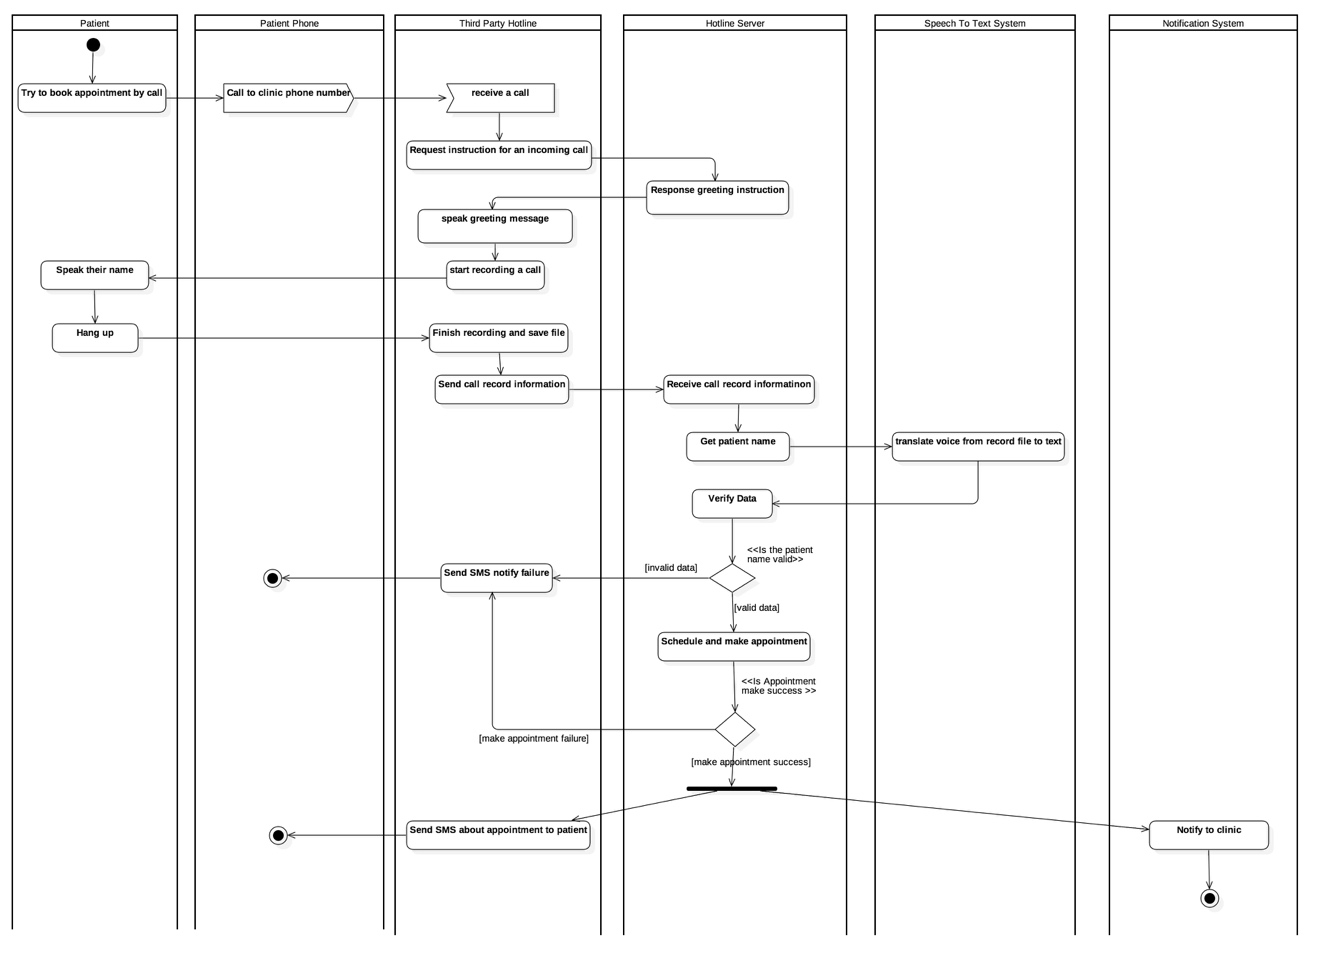 Patient
Patient Phone
Third Party Hotline
Hotline Server
Speech To Text System
Notification System
Try to book appointment by call
Call to clinic phone number
receive a call
Request instruction for an incoming call
Response greeting instruction
speak greeting message
Speak their name
start recording a call
Hang up
Finish recording and save file
Send call record information
Receive call record informatinon
Get patient name
translate voice from record file to text
Verify Data
<<Is the patient
name valid>>
[invalid data]
Send SMS notify failure
[valid data]
Schedule and make appointment
<<Is Appointment
make success >>
[make appointment failure]
[make appointment success]
Send SMS about appointment to patient
Notify to clinic